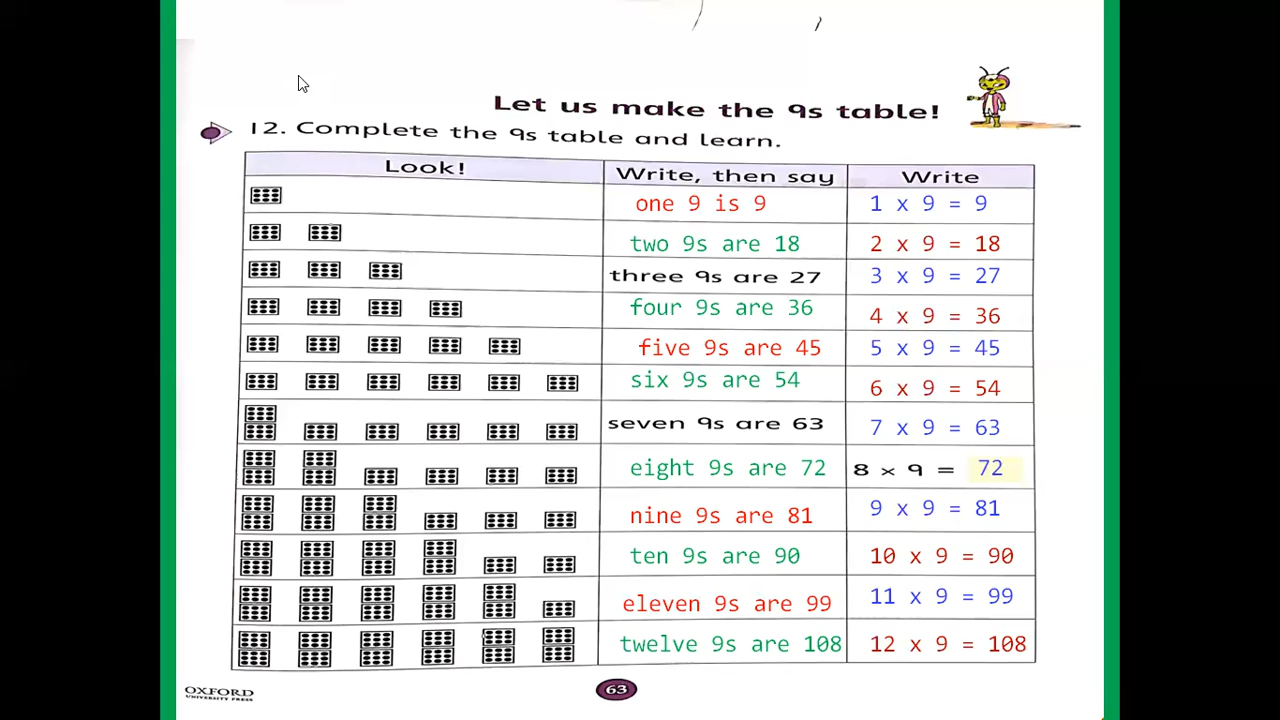 Let us make the 9s table!
12. Complete the 9s table and learn.
Look! Write, then say Write
one 9 is 9 1 x 9 = 9
two 9s are 18 2 x 9 = 18
three 9s are 27 3 x 9 = 27
four 9s are 36 4 x 9 = 36
five 9s are 45 5 x 9 = 45
six 9s are 54 6 x 9 = 54
seven 9s are 63 7 x 9 = 63
eight 9s are 72 8 x 9 = 72
nine 9s are 81 9 x 9 = 81
ten 9s are 90 10 x 9 = 90
eleven 9s are 99 11 x 9 = 99
twelve 9s are 108 12 x 9 = 108
OXFORD
UNIVERSITY PRESS
63